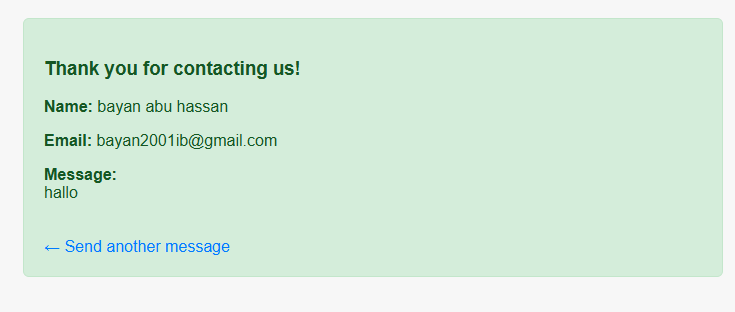 Thank you for contacting us!
Name: bayan abu hassan
Email: bayan2001ib@gmail.com
Message:
hallo
← Send another message